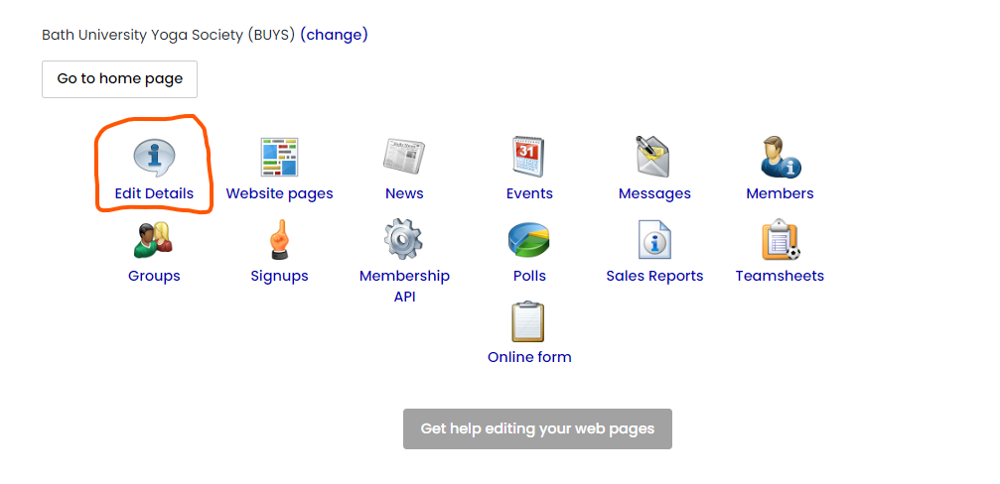 Bath University Yoga Society (BUYS) (change)
Go to home page
Edit Details
Website pages
News
31
Events
Messages
Members
Groups
Signups
Membership
API
Polls
Sales Reports
Teamsheets
Online form
Get help editing your web pages